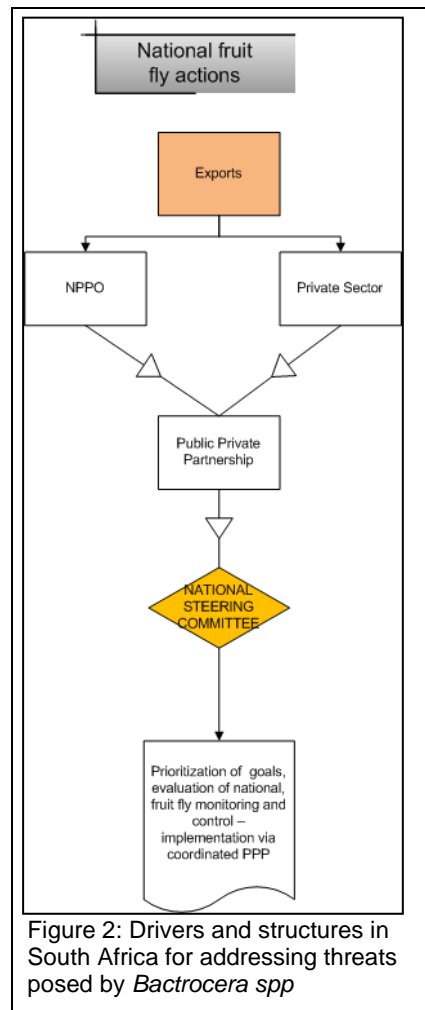 National fruit
fly actions
Exports
NPPO
Private Sector
Public Private
Partnership
NATIONAL
STEERING
COMMITTEE
Prioritization of goals,
evaluation of national,
fruit fly monitoring and
control –
implementation via
coordinated PPP
Figure 2: Drivers and structures in
South Africa for addressing threats
posed by Bactrocera spp